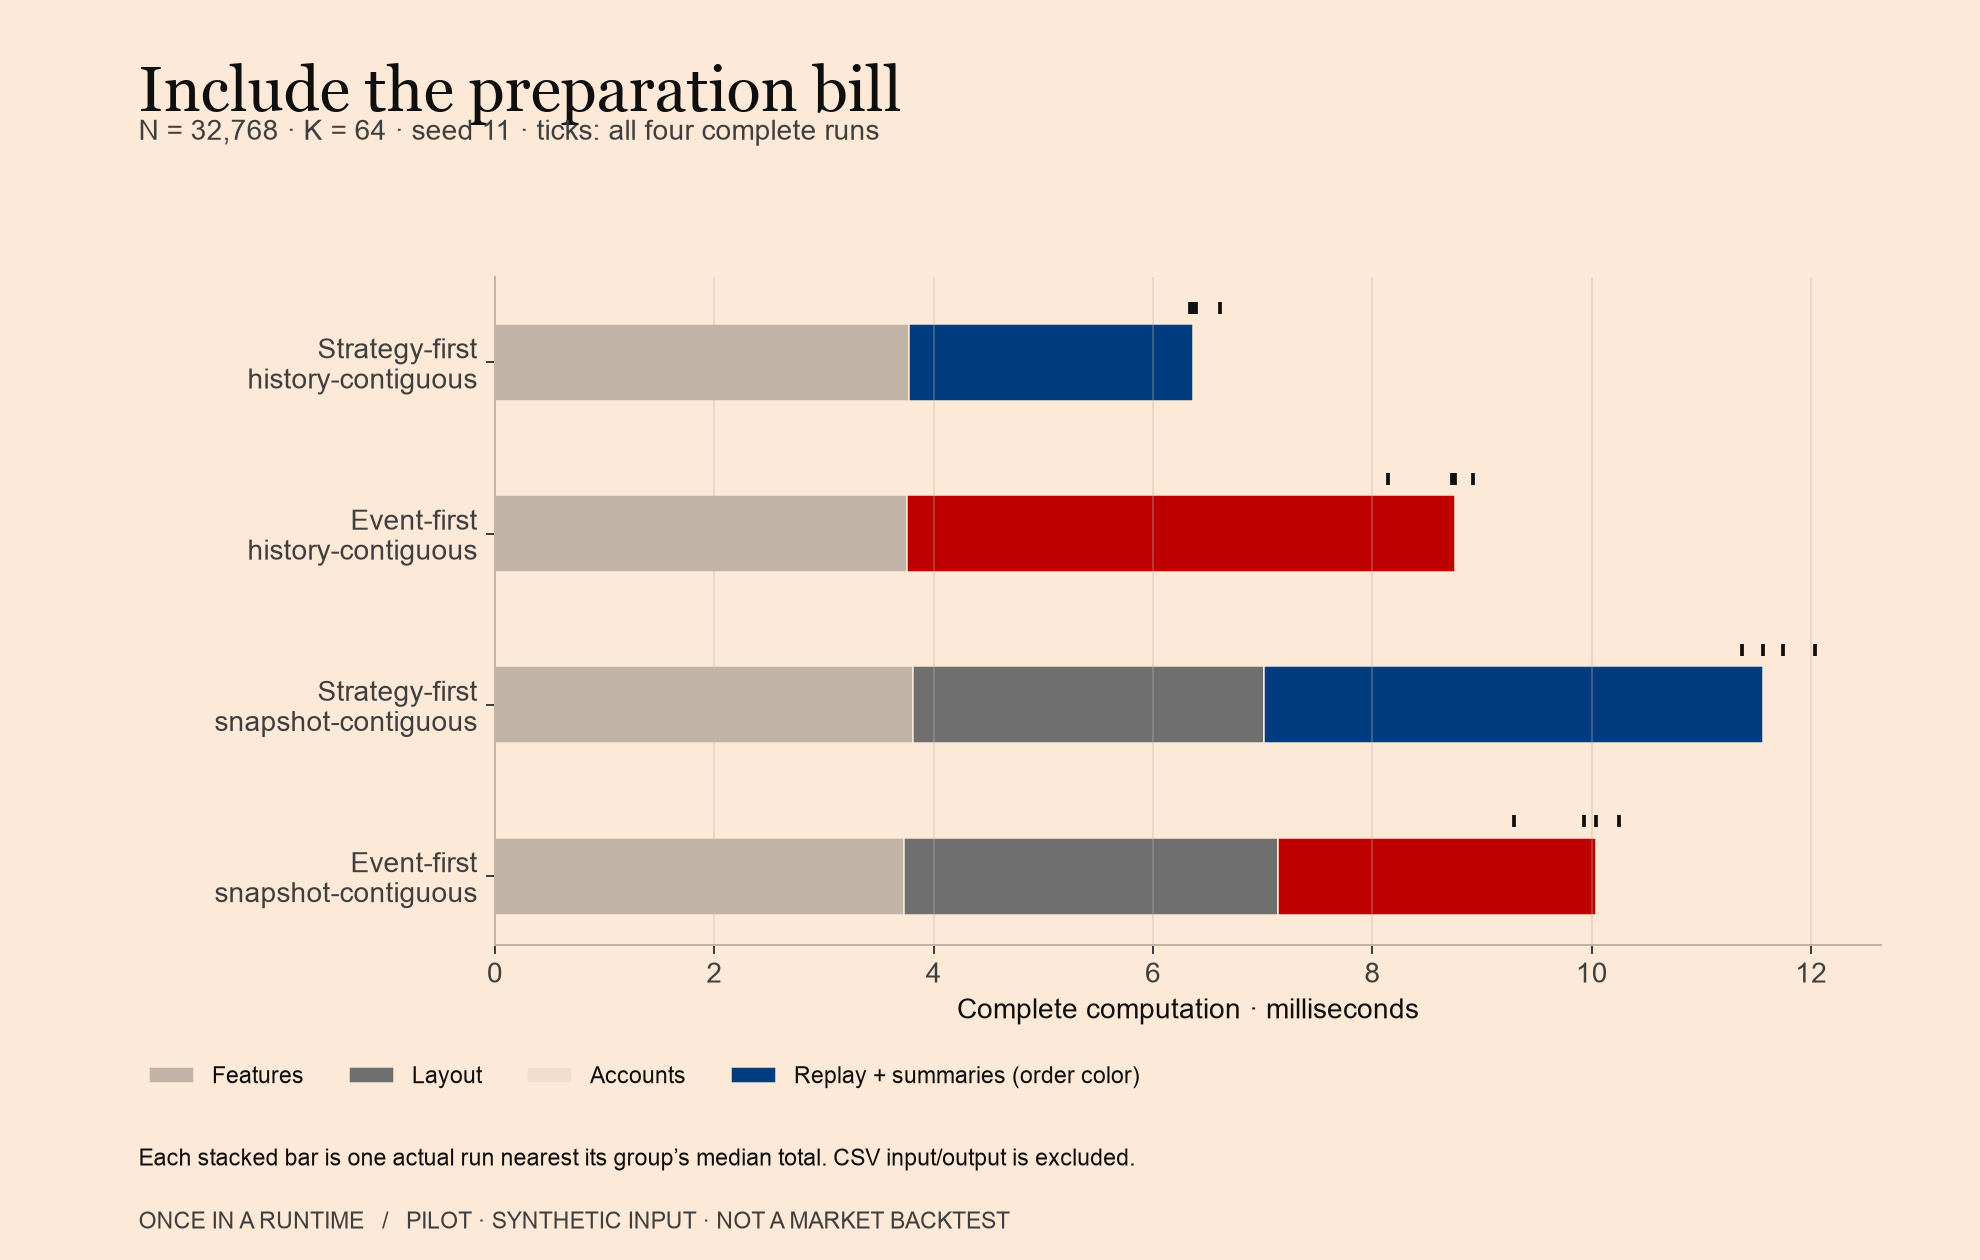 Include the preparation bill
N = 32,768 · K = 64 · seed 11 · ticks: all four complete runs
Strategy-first
history-contiguous
Event-first
history-contiguous
Strategy-first
snapshot-contiguous
Event-first
snapshot-contiguous
0 2 4 6 8 10 12
Complete computation · milliseconds
Features Layout Accounts Replay + summaries (order color)
Each stacked bar is one actual run nearest its group’s median total. CSV input/output is excluded.
ONCE IN A RUNTIME / PILOT · SYNTHETIC INPUT · NOT A MARKET BACKTEST